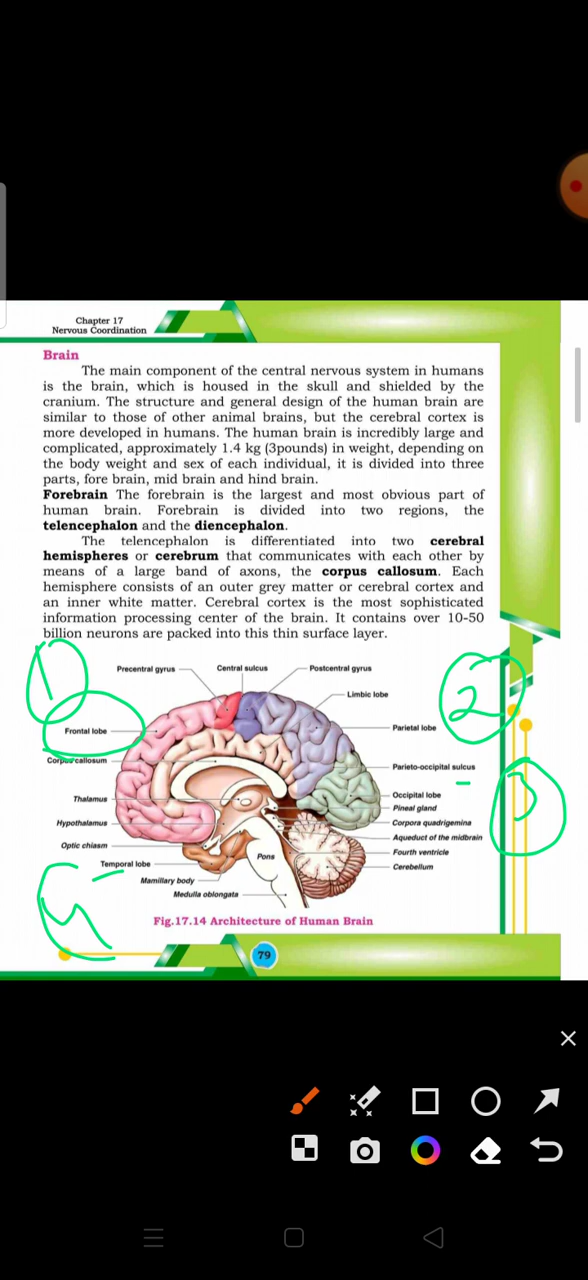 Chapter 17
Nervous Coordination
Brain
The main component of the central nervous system in humans
is the brain, which is housed in the skull and shielded by the
cranium. The structure and general design of the human brain are
similar to those of other animal brains, but the cerebral cortex is
more developed in humans. The human brain is incredibly large and
complicated, approximately 1.4 kg (3pounds) in weight, depending on
the body weight and sex of each individual, it is divided into three
parts, fore brain, mid brain and hind brain.
Forebrain The forebrain is the largest and most obvious part of
human brain. Forebrain is divided into two regions, the
telencephalon and the diencephalon.
The telencephalon is differentiated into two cerebral
hemispheres or cerebrum that communicates with each other by
means of a large band of axons, the corpus callosum. Each
hemisphere consists of an outer grey matter or cerebral cortex and
an inner white matter. Cerebral cortex is the most sophisticated
information processing center of the brain. It contains over 10-50
billion neurons are packed into this thin surface layer.
1
Precentral gyrus
Central sulcus
Postcentral gyrus
Limbic lobe
2
Frontal lobe
Parietal lobe
Corpus callosum
Parieto-occipital sulcus
3
Thalamus
Occipital lobe
Pineal gland
Hypothalamus
Corpora quadrigemina
Optic chiasm
Aqueduct of the midbrain
Pons
Fourth ventricle
Temporal lobe
Cerebellum
Mamillary body
Medulla oblongata
Fig.17.14 Architecture of Human Brain
79